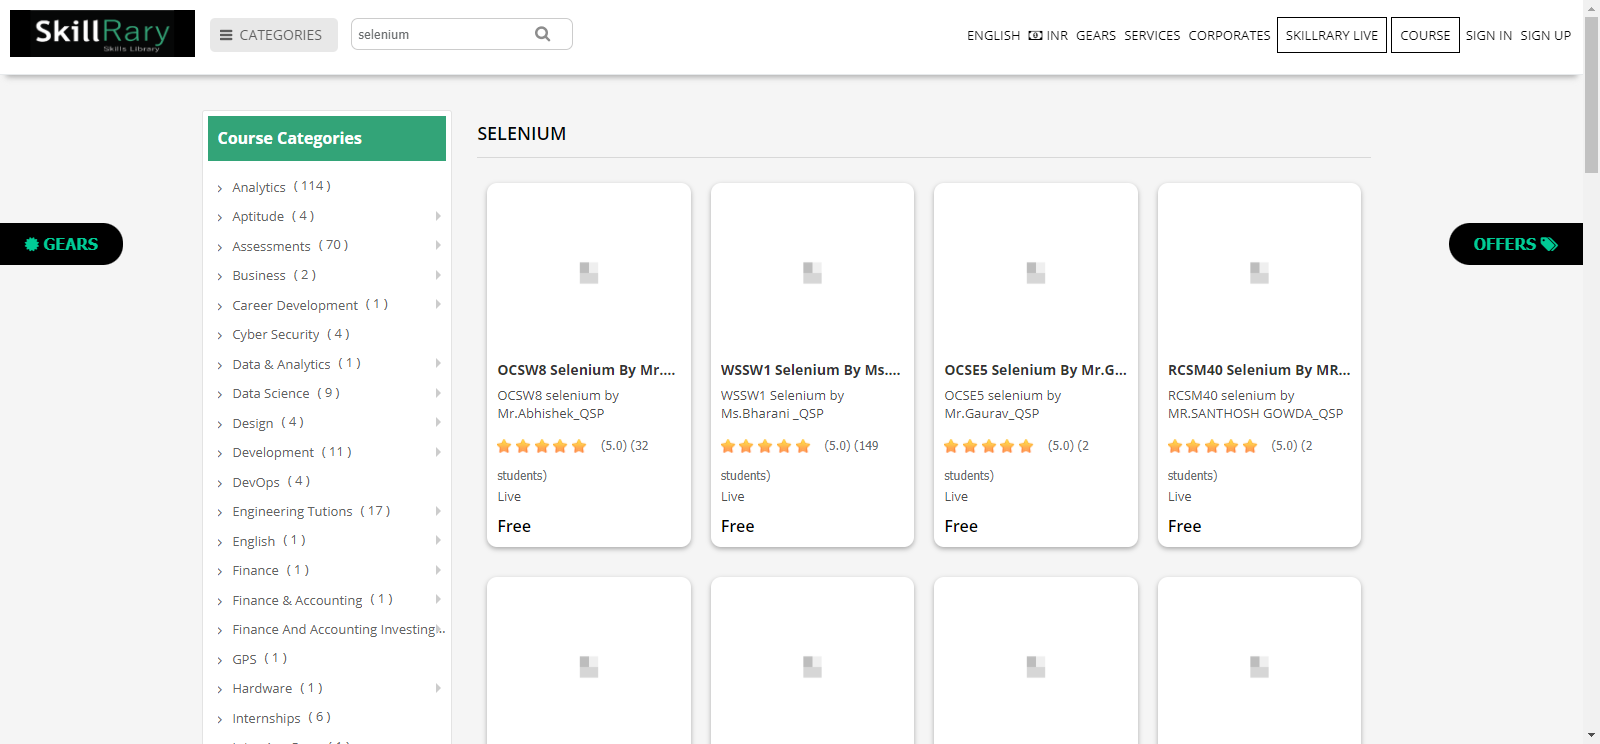 SkillRary
Skills Library
CATEGORIES
selenium
ENGLISH INR GEARS SERVICES CORPORATES SKILLRARY LIVE COURSE SIGN IN SIGN UP
Course Categories
Analytics ( 114 )
Aptitude ( 4 )
Assessments ( 70 )
Business ( 2 )
Career Development ( 1 )
Cyber Security ( 4 )
Data & Analytics ( 1 )
Data Science ( 9 )
Design ( 4 )
Development ( 11 )
DevOps ( 4 )
Engineering Tutions ( 17 )
English ( 1 )
Finance ( 1 )
Finance & Accounting ( 1 )
Finance And Accounting Investing..
GPS ( 1 )
Hardware ( 1 )
Internships ( 6 )
GEARS
OFFERS
SELENIUM
OCSW8 Selenium By Mr....
OCSW8 selenium by
Mr.Abhishek_QSP
(5.0) (32
students)
Live
Free
WSSW1 Selenium By Ms....
WSSW1 Selenium by
Ms.Bharani _QSP
(5.0) (149
students)
Live
Free
OCSE5 Selenium By Mr.G...
OCSE5 selenium by
Mr.Gaurav_QSP
(5.0) (2
students)
Live
Free
RCSM40 Selenium By MR...
RCSM40 selenium by
MR.SANTHOSH GOWDA_QSP
(5.0) (2
students)
Live
Free